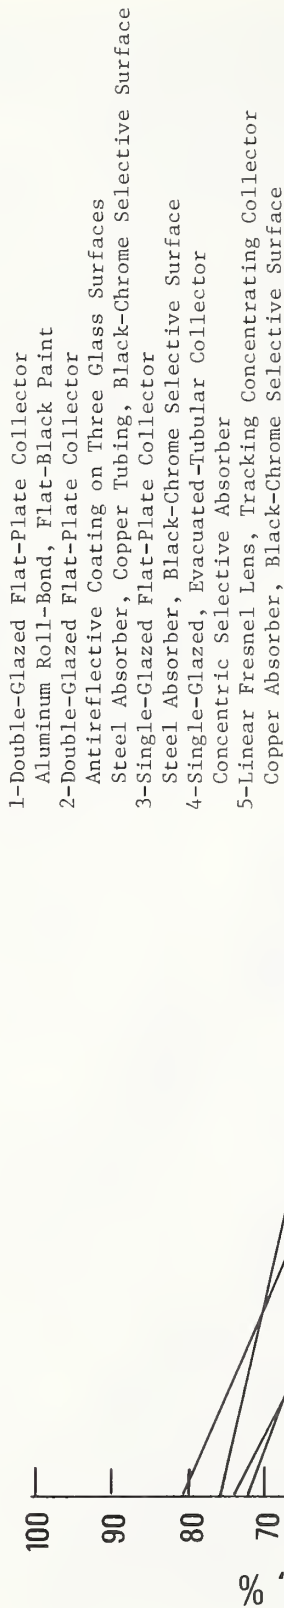 1-Double-Glazed Flat-Plate Collector
Aluminum Roll-Bond, Flat-Black Paint
2-Double-Glazed Flat-Plate Collector
Antireflective Coating on Three Glass Surfaces
Steel Absorber, Copper Tubing, Black-Chrome Selective Surface
3-Single-Glazed Flat-Plate Collector
Steel Absorber, Black-Chrome Selective Surface
4-Single-Glazed, Evacuated-Tubular Collector
Concentric Selective Absorber
5-Linear Fresnel Lens, Tracking Concentrating Collector
Copper Absorber, Black-Chrome Selective Surface
100
90
80
70
%